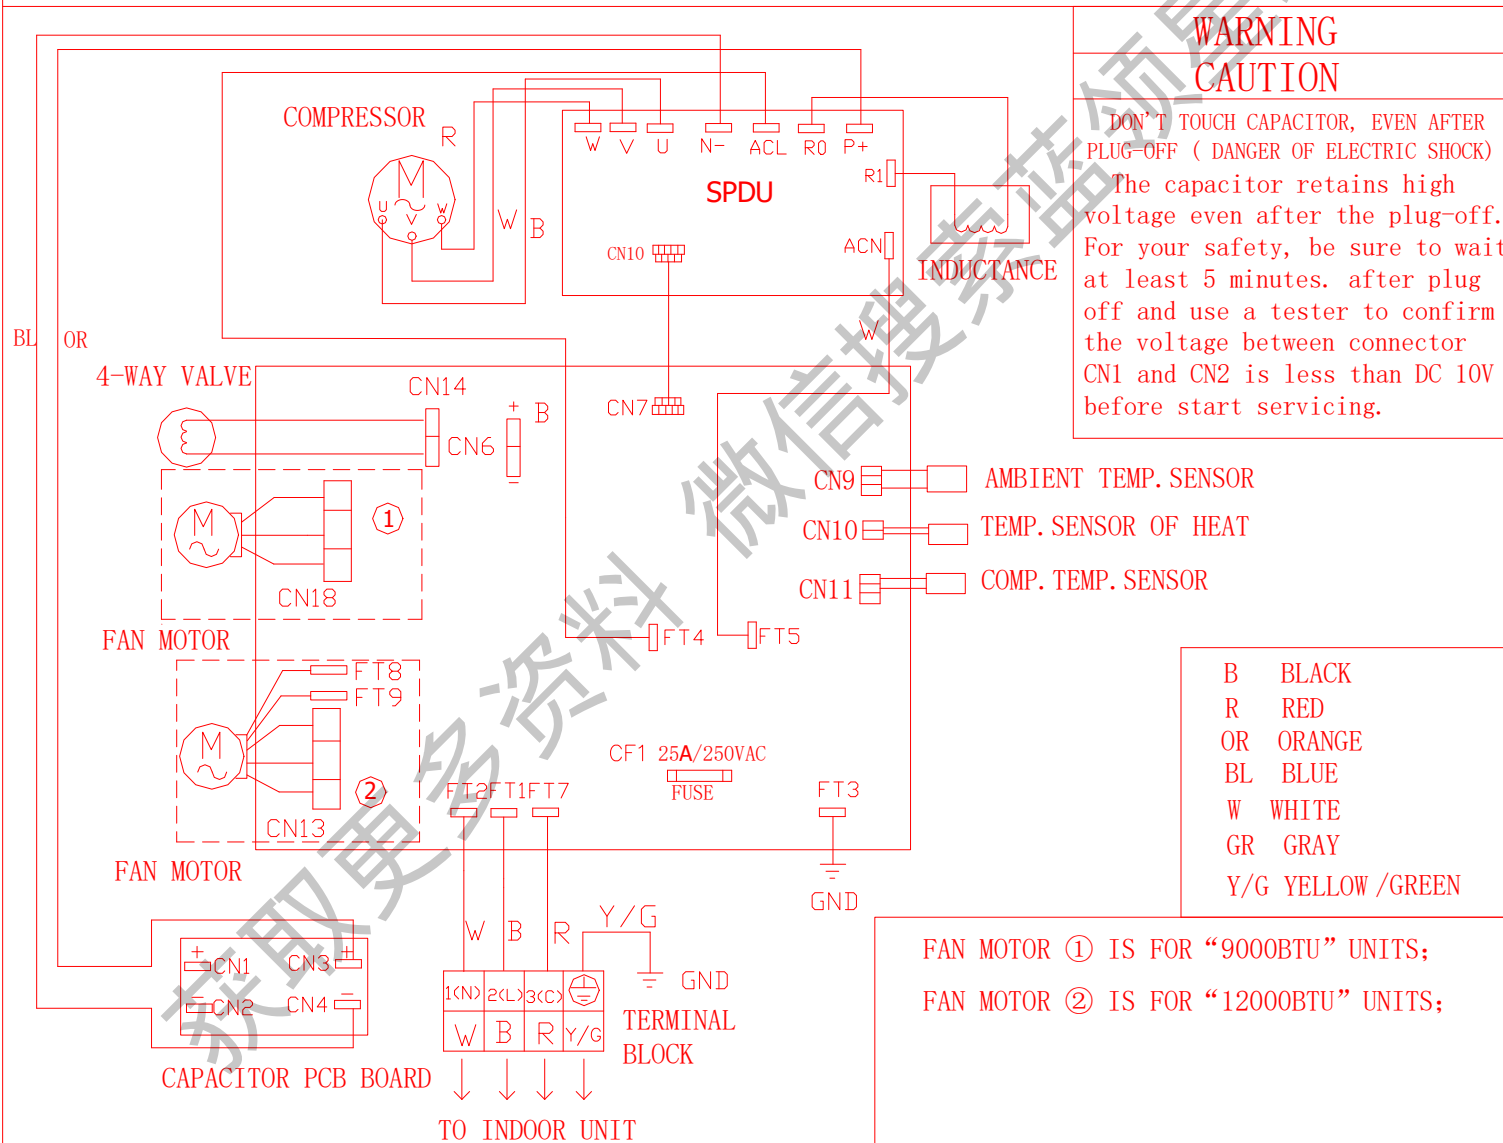 WARNING
CAUTION
DON'T TOUCH CAPACITOR, EVEN AFTER
PLUG-OFF ( DANGER OF ELECTRIC SHOCK)
The capacitor retains high
voltage even after the plug-off.
For your safety, be sure to wait
at least 5 minutes. after plug
off and use a tester to confirm
the voltage between connector
CN1 and CN2 is less than DC 10V
before start servicing.
COMPRESSOR
R
M
U
V
W
W
B
W V U N- ACL R0 P+
R1
SPDU
CN10
ACN
INDUCTANCE
W
BL
OR
4-WAY VALVE
CN14
CN6
+
B
-
CN7
CN9
AMBIENT TEMP. SENSOR
CN10
TEMP. SENSOR OF HEAT
CN11
COMP. TEMP. SENSOR
M
①
CN18
FAN MOTOR
FT4
FT5
FT8
FT9
M
②
CN13
FAN MOTOR
CF1 25A/250VAC
FUSE
FT2 FT1 FT7
FT3
GND
B BLACK
R RED
OR ORANGE
BL BLUE
W WHITE
GR GRAY
Y/G YELLOW /GREEN
W B R Y/G
GND
+ CN1 CN3 +
- CN2 CN4 -
CAPACITOR PCB BOARD
1(N) 2(L) 3(C)
W B R Y/G
TERMINAL
BLOCK
TO INDOOR UNIT
FAN MOTOR ① IS FOR “9000BTU” UNITS;
FAN MOTOR ② IS FOR “12000BTU” UNITS;
获取更多资料 微信搜索蓝领星